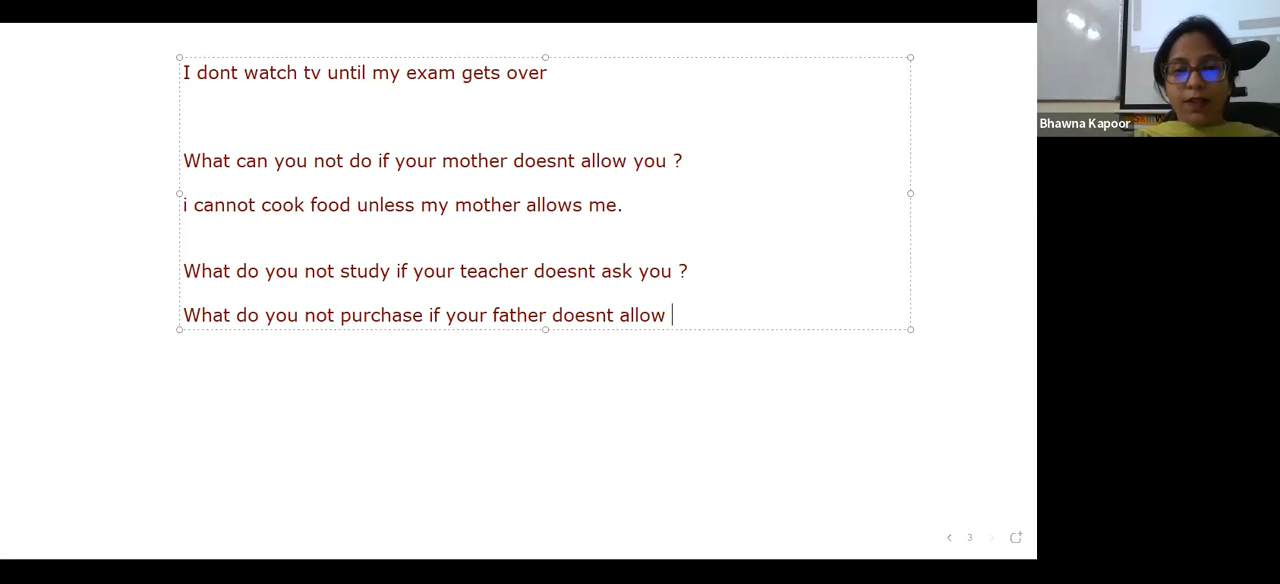 I dont watch tv until my exam gets over
What can you not do if your mother doesnt allow you ?
i cannot cook food unless my mother allows me.
What do you not study if your teacher doesnt ask you ?
What do you not purchase if your father doesnt allow
Bhawna Kapoor
3